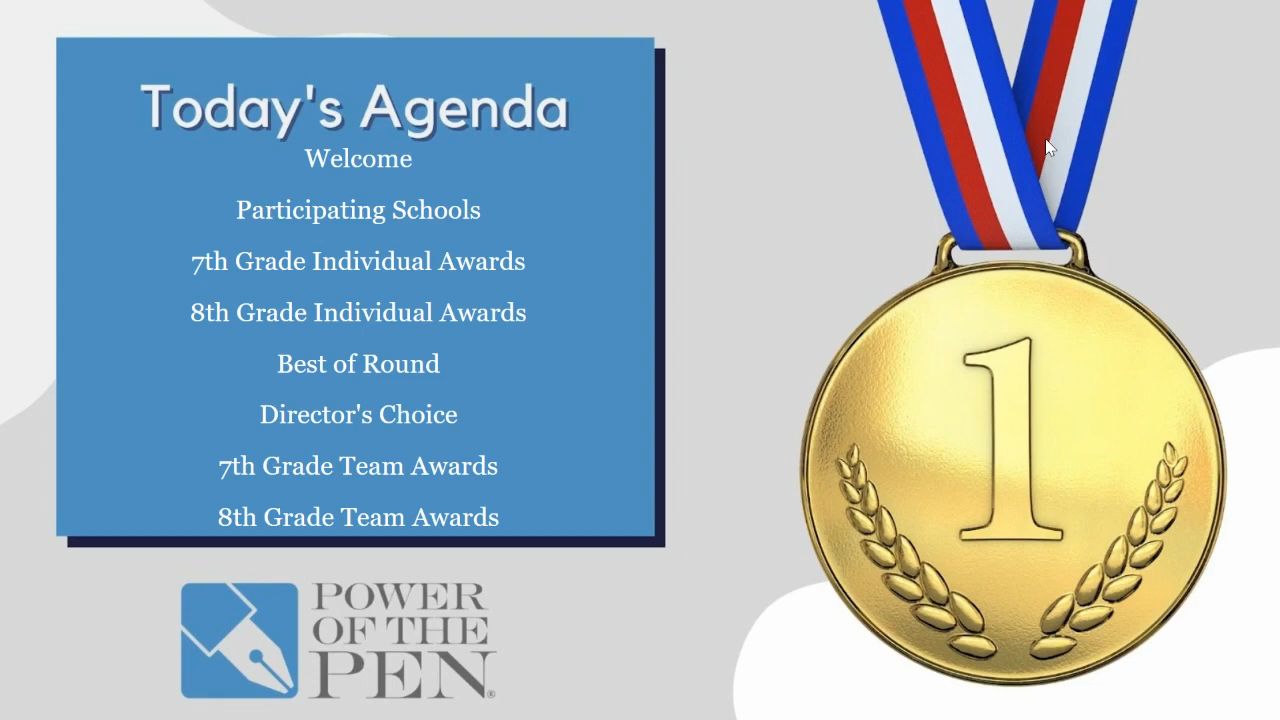 Today's Agenda
Welcome
Participating Schools
7th Grade Individual Awards
8th Grade Individual Awards
Best of Round
Director's Choice
7th Grade Team Awards
8th Grade Team Awards
POWER
OF THE
PEN®
1